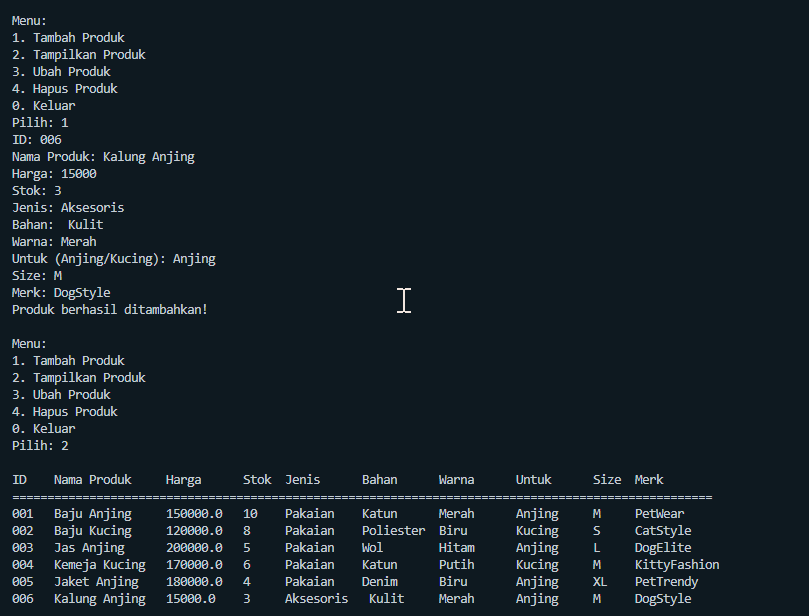 Menu:
1. Tambah Produk
2. Tampilkan Produk
3. Ubah Produk
4. Hapus Produk
0. Keluar
Pilih: 1
ID: 006
Nama Produk: Kalung Anjing
Harga: 15000
Stok: 3
Jenis: Aksesoris
Bahan:  Kulit
Warna: Merah
Untuk (Anjing/Kucing): Anjing
Size: M
Merk: DogStyle
Produk berhasil ditambahkan!

Menu:
1. Tambah Produk
2. Tampilkan Produk
3. Ubah Produk
4. Hapus Produk
0. Keluar
Pilih: 2

ID    Nama Produk     Harga      Stok  Jenis      Bahan      Warna      Untuk      Size  Merk
====================================================================================================
001   Baju Anjing     150000.0   10    Pakaian    Katun      Merah      Anjing     M     PetWear
002   Baju Kucing     120000.0   8     Pakaian    Poliester  Biru       Kucing     S     CatStyle
003   Jas Anjing      200000.0   5     Pakaian    Wol        Hitam      Anjing     L     DogElite
004   Kemeja Kucing   170000.0   6     Pakaian    Katun      Putih      Kucing     M     KittyFashion
005   Jaket Anjing    180000.0   4     Pakaian    Denim      Biru       Anjing     XL    PetTrendy
006   Kalung Anjing   15000.0    3     Aksesoris   Kulit     Merah      Anjing     M     DogStyle